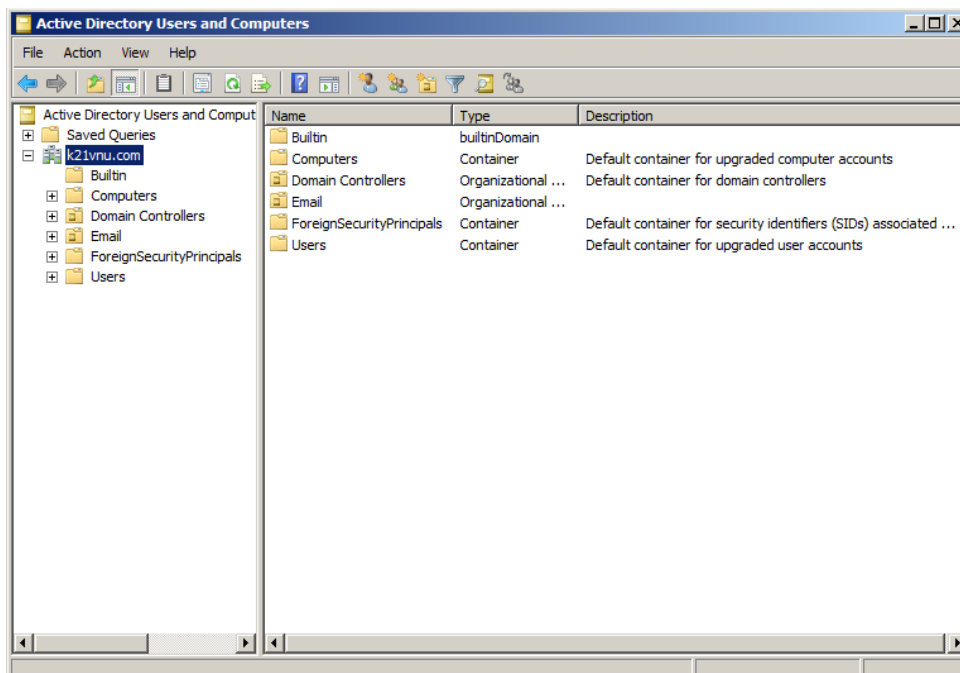 Active Directory Users and Computers
File Action View Help
Active Directory Users and Comput
Saved Queries
k21vnu.com
Builtin
Computers
Domain Controllers
Email
ForeignSecurityPrincipals
Users
Name Type Description
Builtin builtinDomain
Computers Container Default container for upgraded computer accounts
Domain Controllers Organizational ... Default container for domain controllers
Email Organizational ...
ForeignSecurityPrincipals Container Default container for security identifiers (SIDs) associated ...
Users Container Default container for upgraded user accounts